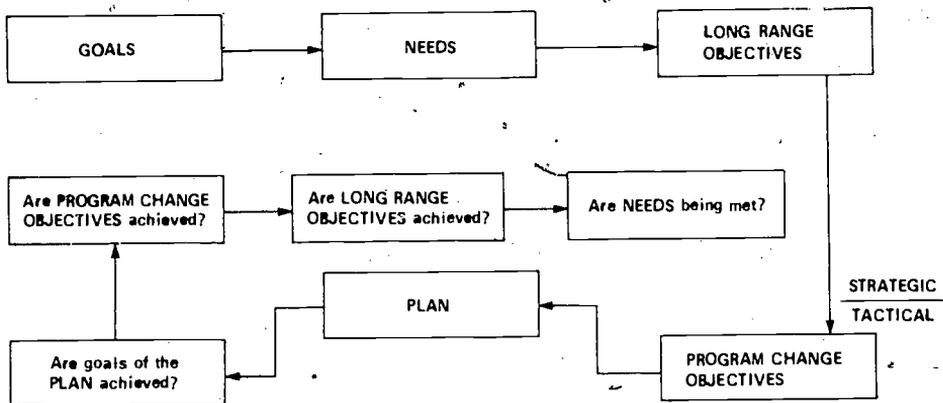 GOALS
NEEDS
LONG RANGE
OBJECTIVES
Are PROGRAM CHANGE
OBJECTIVES achieved?
Are LONG RANGE
OBJECTIVES achieved?
Are NEEDS being met?
STRATEGIC
TACTICAL
PLAN
Are goals of the
PLAN achieved?
PROGRAM CHANGE
OBJECTIVES